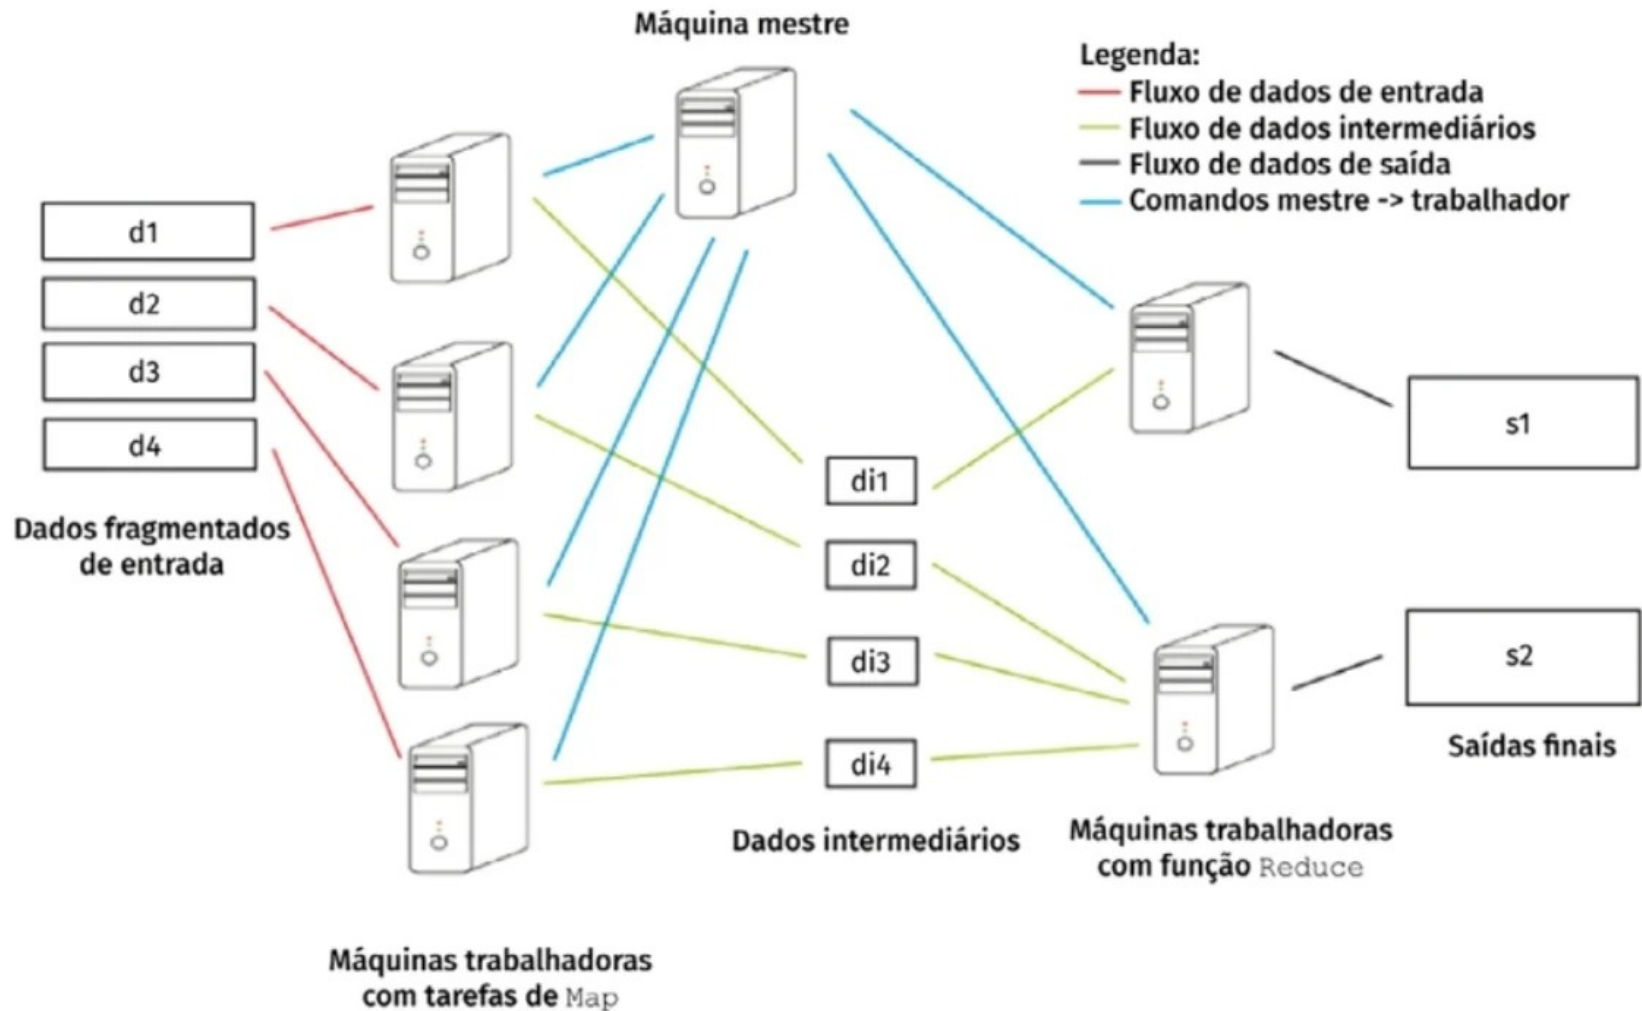 Máquina mestre
Legenda:
Fluxo de dados de entrada
Fluxo de dados intermediários
Fluxo de dados de saída
Comandos mestre -> trabalhador
d1
d2
d3
d4
Dados fragmentados
de entrada
di1
di2
di3
di4
Dados intermediários
s1
s2
Saídas finais
Máquinas trabalhadoras
com função Reduce
Máquinas trabalhadoras
com tarefas de Map